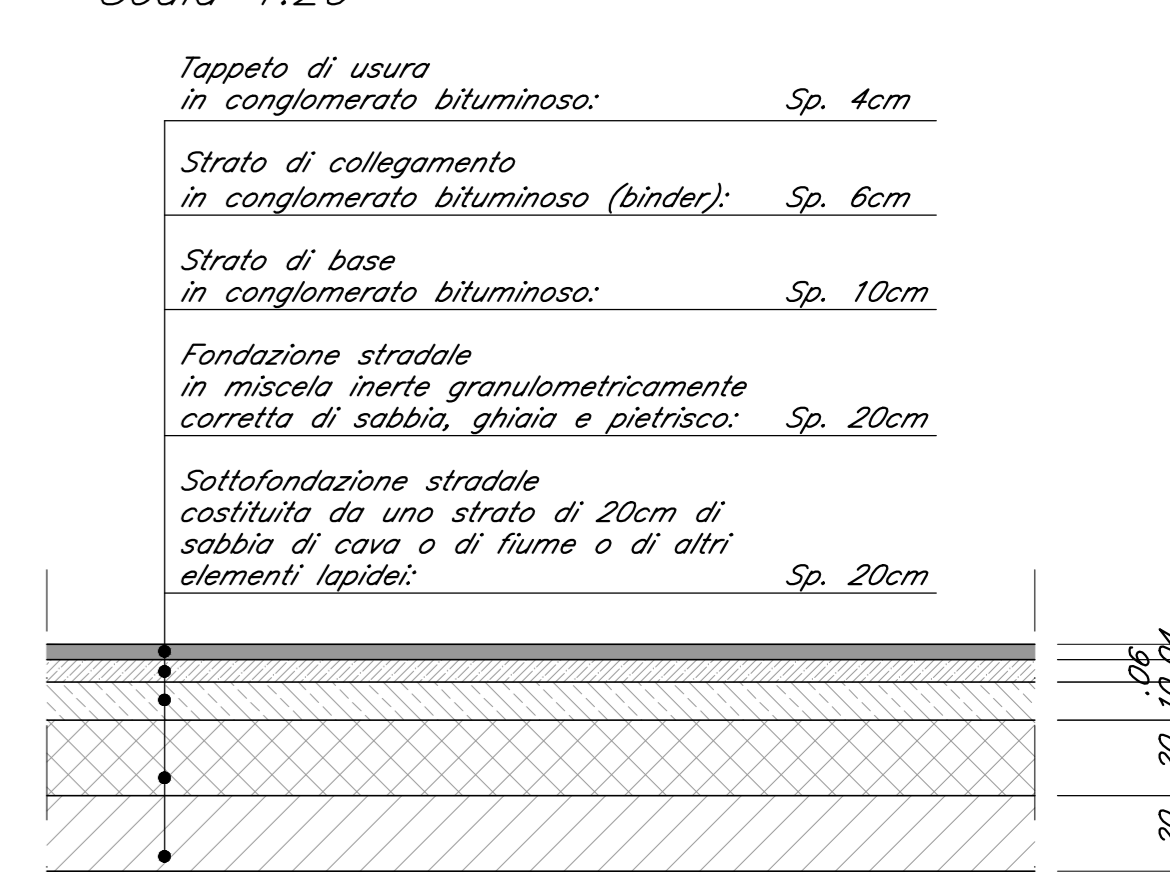 Tappeto di usura
in conglomerato bituminoso: Sp. 4cm
Strato di collegamento
in conglomerato bituminoso (binder): Sp. 6cm
Strato di base
in conglomerato bituminoso: Sp. 10cm
Fondazione stradale
in miscela inerte granulometricamente
corretta di sabbia, ghiaia e pietrisco: Sp. 20cm
Sottofondazione stradale
costituita da uno strato di 20cm di
sabbia di cava o di fiume o di altri
elementi lapidei: Sp. 20cm
.06